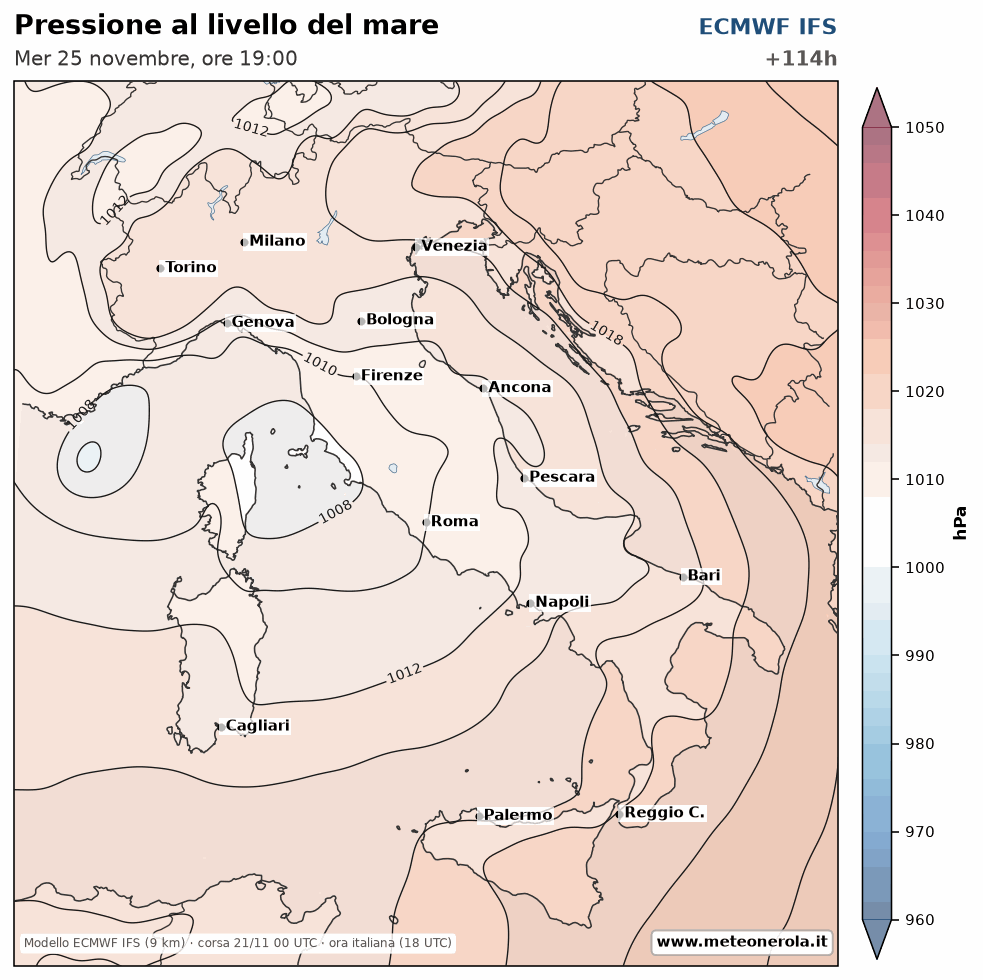 Pressione al livello del mare
ECMWF IFS
Mer 25 novembre, ore 19:00
+114h
1012
1012
Milano
Venezia
Torino
Genova
Bologna
1018
1010
Firenze
Ancona
1008
Pescara
1008
Roma
Bari
Napoli
1012
Cagliari
Palermo
Reggio C.
Modello ECMWF IFS (9 km) · corsa 21/11 00 UTC · ora italiana (18 UTC)
www.meteonerola.it
1050
1040
1030
1020
1010
1000
990
980
970
960
hPa